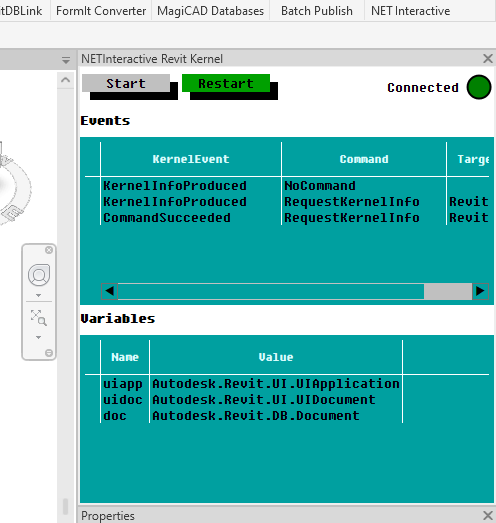 tDBLink FormIt Converter MagiCAD Databases Batch Publish NET Interactive
NETInteractive Revit Kernel
Start Restart Connected
Events
KernelEvent Command Targe
KernelInfoProduced NoCommand
KernelInfoProduced RequestKernelInfo Revit
CommandSucceeded RequestKernelInfo Revit
Variables
Name Value
uiapp Autodesk.Revit.UI.UIApplication
uidoc Autodesk.Revit.UI.UIDocument
doc Autodesk.Revit.DB.Document
Properties